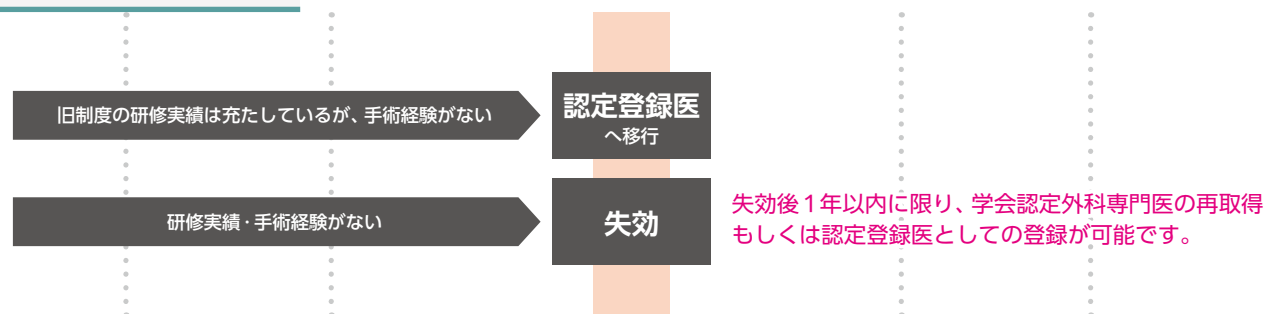 旧制度の研修実績は充たしているが、手術経験がない
認定登録医
へ移行
研修実績・手術経験がない
失効
失効後1年以内に限り、学会認定外科専門医の再取得
もしくは認定登録医としての登録が可能です。